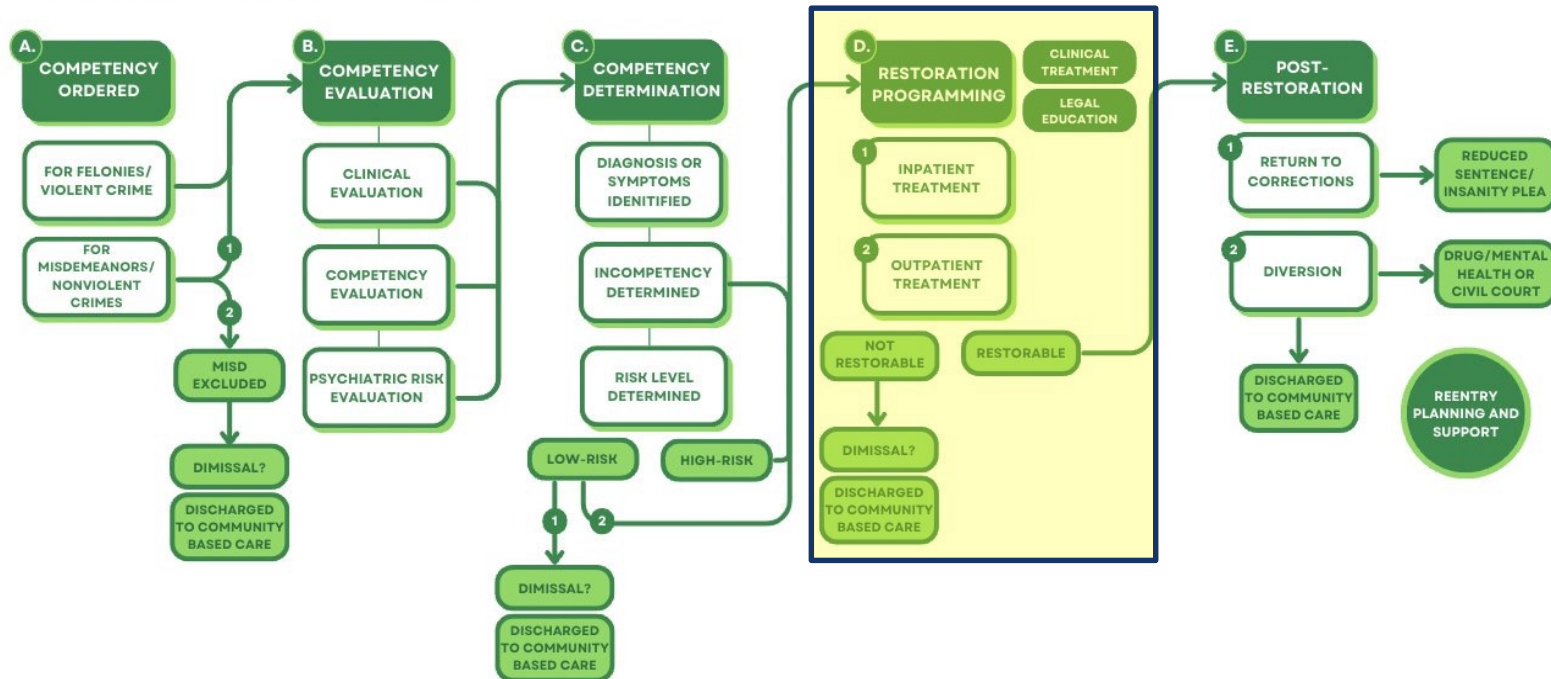 A.
COMPETENCY
ORDERED
FOR FELONIES/
VIOLENT CRIME
FOR
MISDEMEANORS/
NONVIOLENT
CRIMES
1
2
MISD
EXCLUDED
DIMISSAL?
DISCHARGED
TO COMMUNITY
BASED CARE
B.
COMPETENCY
EVALUATION
CLINICAL
EVALUATION
COMPETENCY
EVALUATION
PSYCHIATRIC RISK
EVALUATION
C.
COMPETENCY
DETERMINATION
DIAGNOSIS OR
SYMPTOMS
IDENITIFIED
INCOMPETENCY
DETERMINED
RISK LEVEL
DETERMINED
LOW-RISK
HIGH-RISK
1
2
DIMISSAL?
DISCHARGED
TO COMMUNITY
BASED CARE
D.
RESTORATION
PROGRAMMING
CLINICAL
TREATMENT
LEGAL
EDUCATION
1
INPATIENT
TREATMENT
2
OUTPATIENT
TREATMENT
NOT
RESTORABLE
RESTORABLE
DIMISSAL?
DISCHARGED
TO COMMUNITY
BASED CARE
E.
POST-
RESTORATION
1
RETURN TO
CORRECTIONS
REDUCED
SENTENCE/
INSANITY PLEA
2
DIVERSION
DRUG/MENTAL
HEALTH OR
CIVIL COURT
DISCHARGED
TO COMMUNITY
BASED CARE
REENTRY
PLANNING AND
SUPPORT